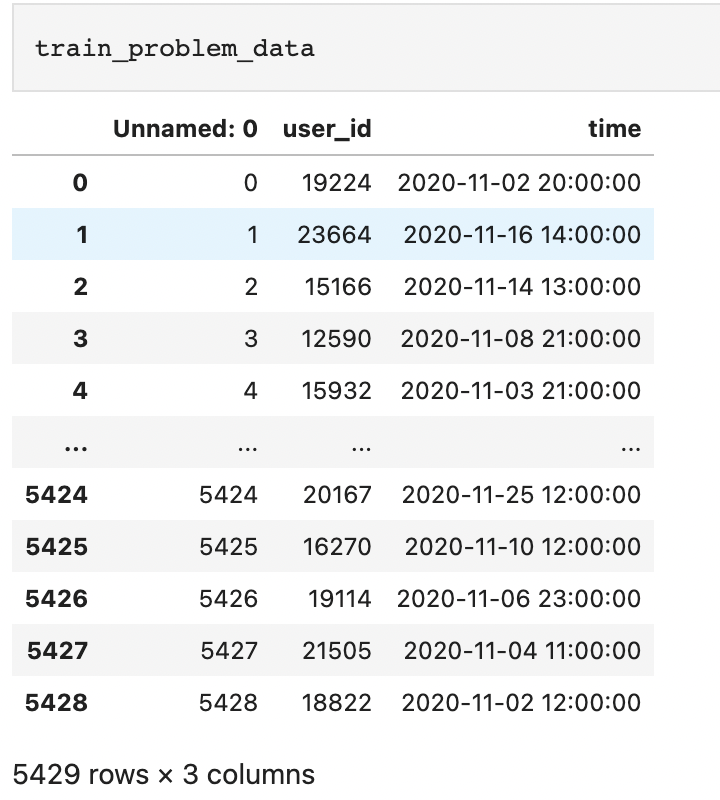 train_problem_data
Unnamed: 0 user_id time
0 0 19224 2020-11-02 20:00:00
1 1 23664 2020-11-16 14:00:00
2 2 15166 2020-11-14 13:00:00
3 3 12590 2020-11-08 21:00:00
4 4 15932 2020-11-03 21:00:00
... ... ... ...
5424 5424 20167 2020-11-25 12:00:00
5425 5425 16270 2020-11-10 12:00:00
5426 5426 19114 2020-11-06 23:00:00
5427 5427 21505 2020-11-04 11:00:00
5428 5428 18822 2020-11-02 12:00:00
5429 rows × 3 columns